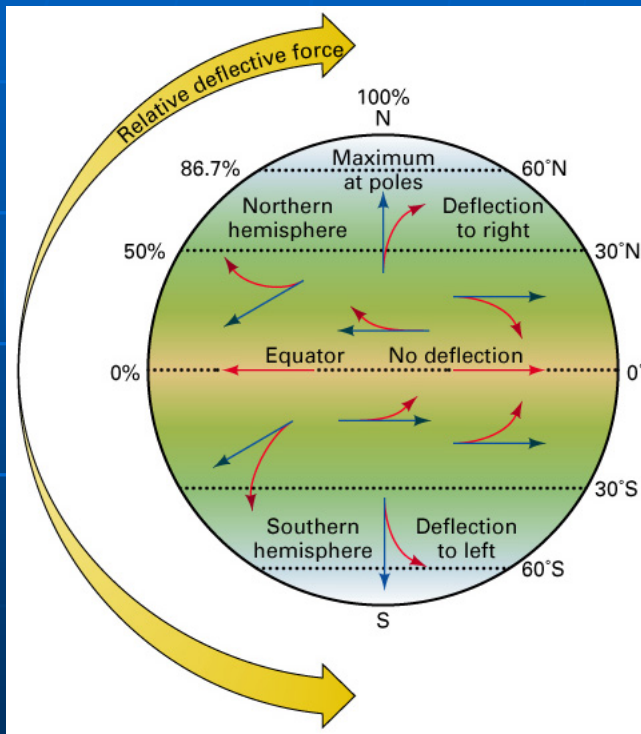 Relative deflective force
100%
N
86.7%
Maximum
at poles
60°N
Northern
hemisphere
Deflection
to right
50%
30°N
0%
Equator
No deflection
0°
30°S
Southern
hemisphere
Deflection
to left
60°S
S